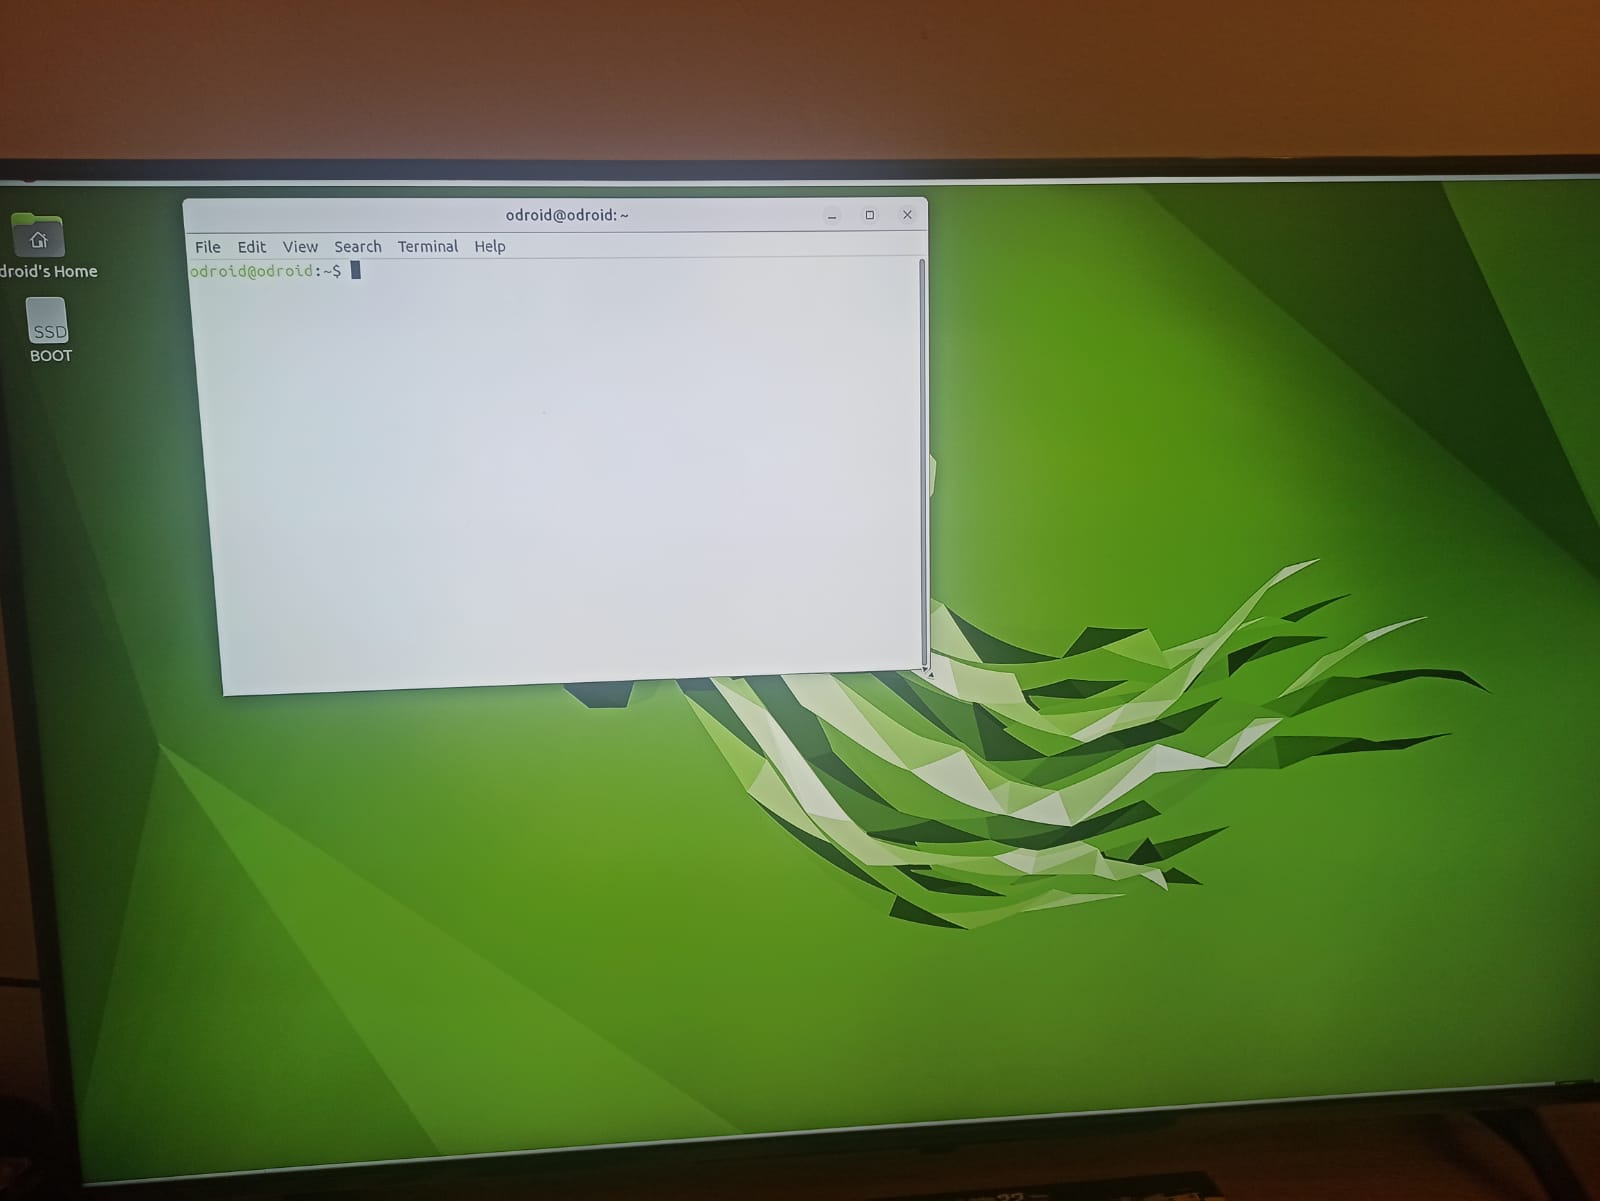 odroid@odroid: ~
File Edit View Search Terminal Help
odroid@odroid:~$
droid's Home
SSD
BOOT